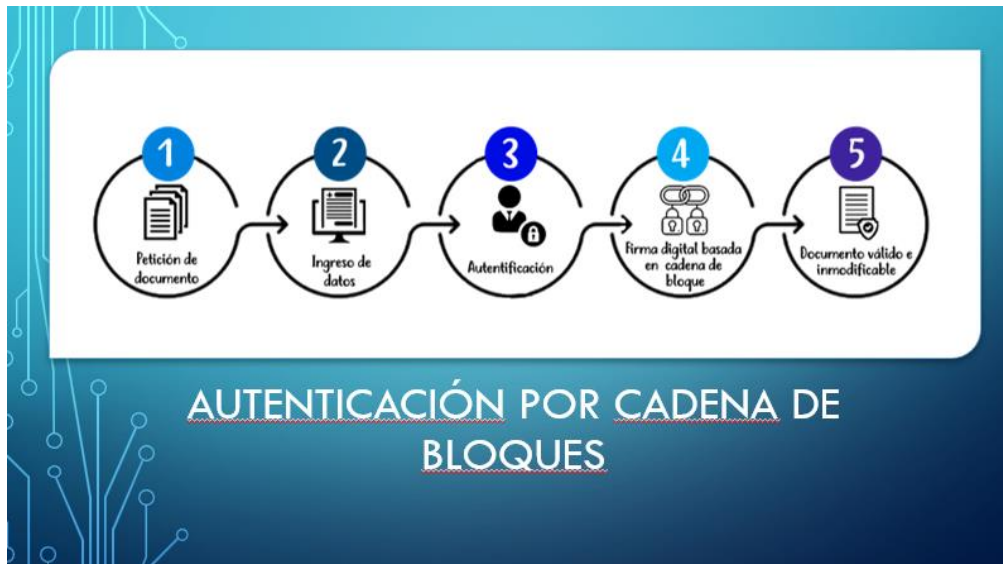 1
Petición de
documento
2
Ingreso de
datos
3
Autentificación
4
Firma digital basada
en cadena de
bloque
5
Documento válido e
inmodificable
AUTENTICACIÓN POR CADENA DE
BLOQUES